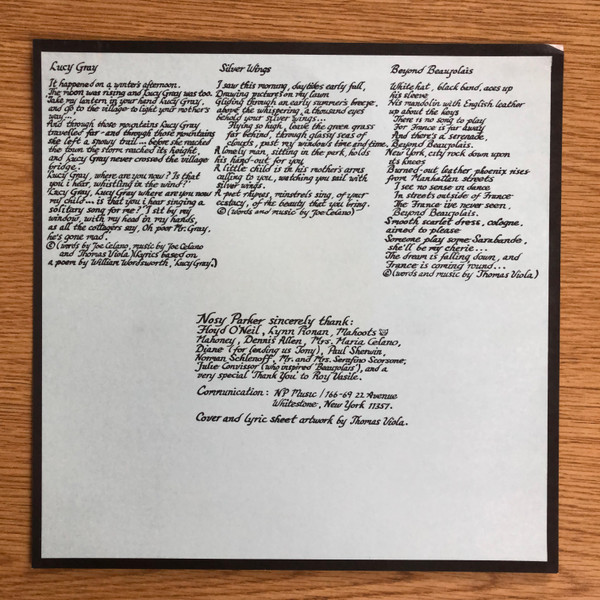 Lucy Gray
It happened on a winter's afternoon.
The moon was rising and Lucy Gray was too.
Take my lantern in your hand Lucy Gray,
and go to the village to light your mother's
way...
And through those mountains Lucy Gray
travelled far - and through those mountains
she left a snowy trail... before she reached
the town the storm reached its height,
and Lucy Gray never crossed the village
bridge.
Lucy Gray, where are you now? Is that
you i hear, whistling in the wind?
Lucy Gray, Lucy Gray where are you now
my child... is that you i hear singing a
solitary song for me? I sit by my
window, with my head in my hands,
as all the cottagers say, Oh poor Mr. Gray,
he's gone mad.
© (words by Joe Celano, music by Joe Celano
and Thomas Viola) (Lyrics based on
a poem by William Wordsworth, 'Lucy Gray.')
Silver Wings
I saw this morning, daytibes early fall,
Drawing pictures on my lawn
Gliding through an early summer's breeze,
above the whispering, a thousand eyes
behold your silver wings...
Flying so high, leave the green grass
far behind, through glassy seas of
clouds, past my window's time and time.
A lonely man, sitting in the park, holds
his hand out for you
A little child is in his mother's arms
calling to you, watching you sail with
silver wings.
A poet rhymes, minstrels sing, of your
ecstacy, of the beauty that you bring.
© (words and music by Joe Celano)
Beyond Beaujolais
White hat, black band, aces up
his sleeve
His mandolin with English leather
up about the keys
There is no song to play
For France is far away
And there's a serenade,
Beyond Beaujolais.
New York, city rock down upon
its knees
Burned-out leather phoenix rises
from Manhattan streets
I see no sense in dance
In streets outside of France
The France i've never seen,
Beyond Beaujolais.
Smooth scarlet dress, cologne,
aimed to please
Someone play some Sarabande,
she'll be my cherie...
The dream is falling down, and
France is coming round...
© (words and music by Thomas Viola)
Nosy Parker sincerely thank:
Floyd O'Neil, Lynn Ronan, Mahoots
Mahoney, Dennis Allen, Mrs. Maria Celano,
Diane (for lending us Tony), Paul Sherwin,
Norman Schlenoff, Mr. and Mrs. Serafino Scorsone,
Julie Convissor (who inspired 'Beaujolais'), and a
very special 'Thank You' to Roy Vasile.
Communication: NP Music / 166-69 22 Avenue
Whitestone, New York 11357.
Cover and lyric sheet artwork by Thomas Viola.